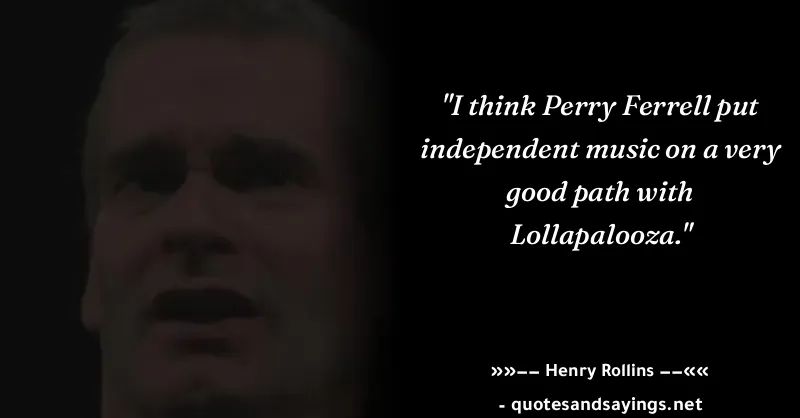 "I think Perry Ferrell put
independent music on a very
good path with
Lollapalooza."
»»−− Henry Rollins −−««
- quotesandsayings.net